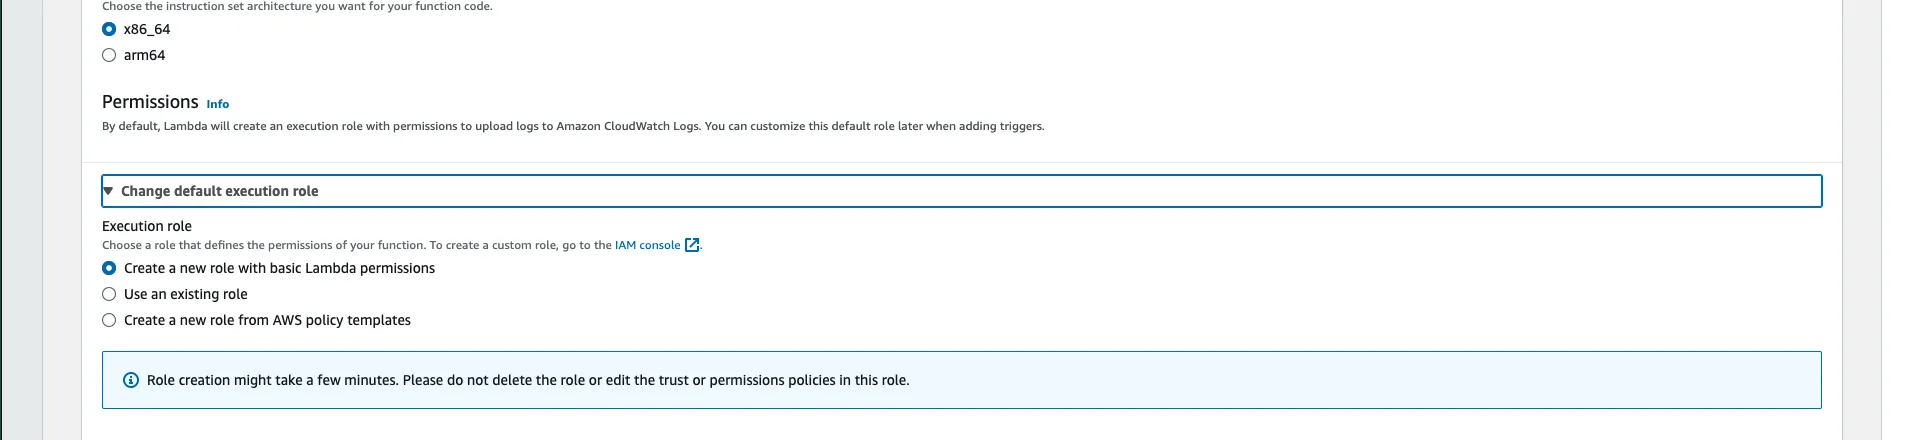 Choose the instruction set architecture you want for your function code.
x86_64
arm64
Permissions Info
By default, Lambda will create an execution role with permissions to upload logs to Amazon CloudWatch Logs. You can customize this default role later when adding triggers.
Change default execution role
Execution role
Choose a role that defines the permissions of your function. To create a custom role, go to the IAM console.
Create a new role with basic Lambda permissions
Use an existing role
Create a new role from AWS policy templates
Role creation might take a few minutes. Please do not delete the role or edit the trust or permissions policies in this role.